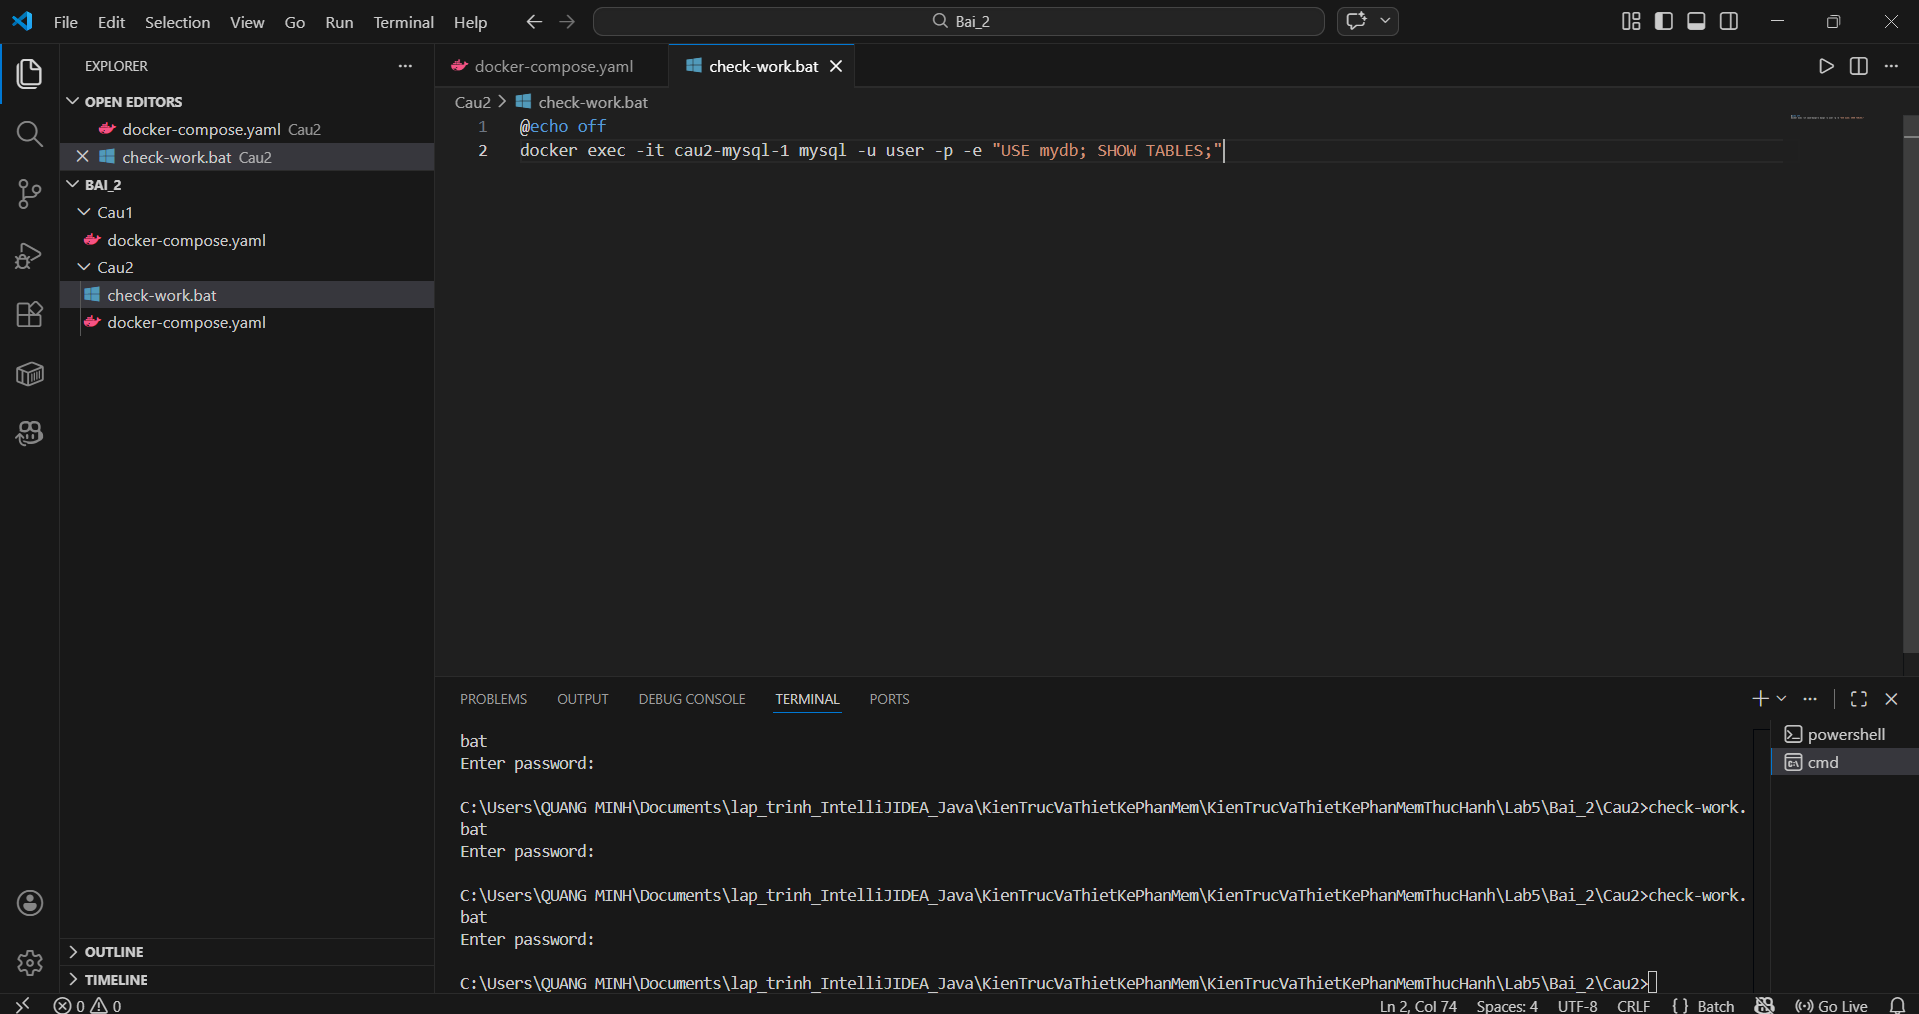 File Edit Selection View Go Run Terminal Help
Bai_2
EXPLORER
OPEN EDITORS
docker-compose.yaml Cau2
check-work.bat Cau2
BAI_2
Cau1
docker-compose.yaml
Cau2
check-work.bat
docker-compose.yaml
OUTLINE
TIMELINE
docker-compose.yaml
check-work.bat
Cau2 > check-work.bat
1 @echo off
2 docker exec -it cau2-mysql-1 mysql -u user -p -e "USE mydb; SHOW TABLES;"
PROBLEMS OUTPUT DEBUG CONSOLE TERMINAL PORTS
bat
Enter password:
C:\Users\QUANG MINH\Documents\lap_trinh_IntelliJIDEA_Java\KienTrucVaThietKePhanMem\KienTrucVaThietKePhanMemThucHanh\Lab5\Bai_2\Cau2>check-work.
bat
Enter password:
C:\Users\QUANG MINH\Documents\lap_trinh_IntelliJIDEA_Java\KienTrucVaThietKePhanMem\KienTrucVaThietKePhanMemThucHanh\Lab5\Bai_2\Cau2>check-work.
bat
Enter password:
C:\Users\QUANG MINH\Documents\lap_trinh_IntelliJIDEA_Java\KienTrucVaThietKePhanMem\KienTrucVaThietKePhanMemThucHanh\Lab5\Bai_2\Cau2>
powershell
cmd
0 0
Ln 2, Col 74 Spaces: 4 UTF-8 CRLF {} Batch Go Live